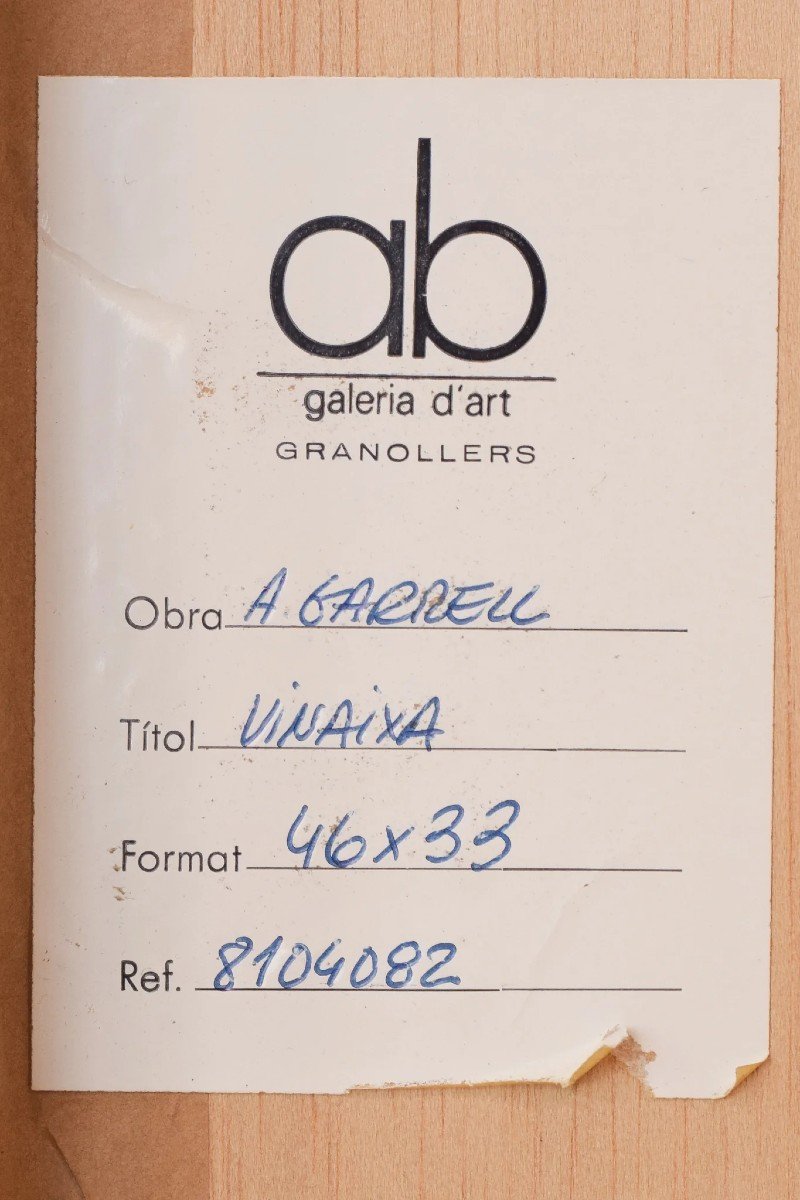 ab
galeria d'art
GRANOLLERS
Obra A GARRELL
Títol VINAIXA
Format 46x33
Ref. 8104082